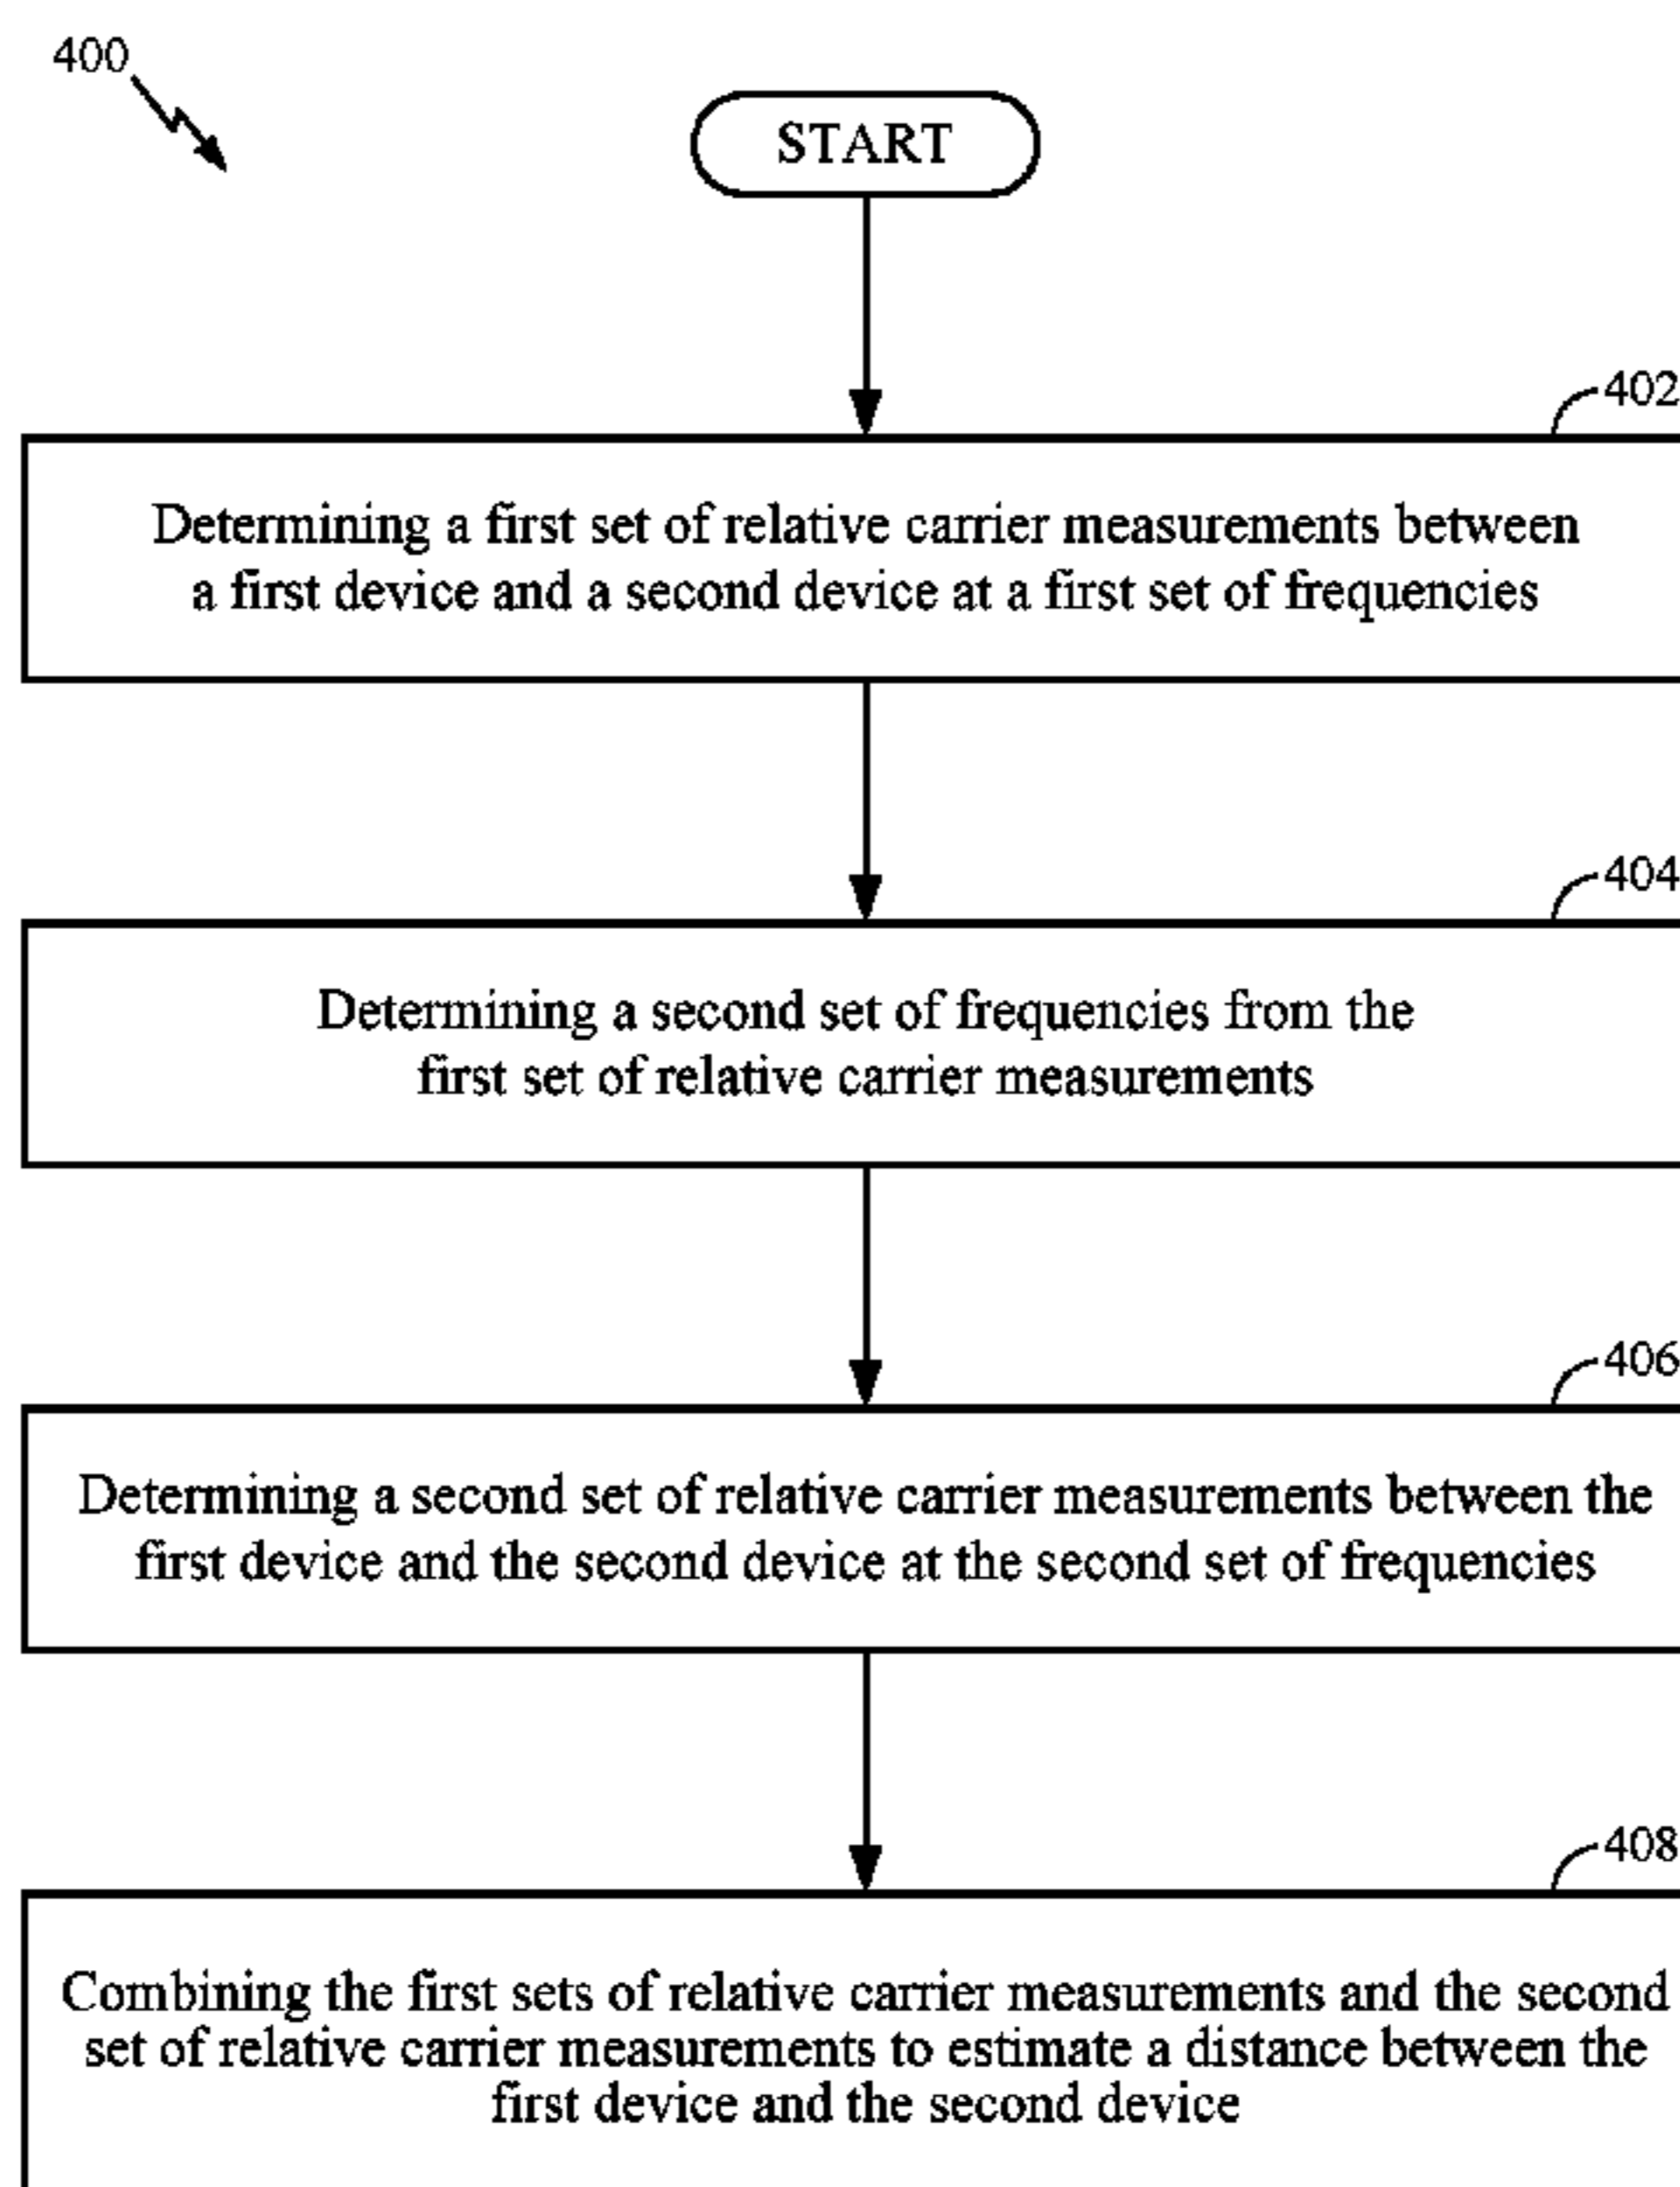 400
START
402
Determining a first set of relative carrier measurements between
a first device and a second device at a first set of frequencies
404
Determining a second set of frequencies from the
first set of relative carrier measurements
406
Determining a second set of relative carrier measurements between the
first device and the second device at the second set of frequencies
408
Combining the first sets of relative carrier measurements and the second
set of relative carrier measurements to estimate a distance between the
first device and the second device